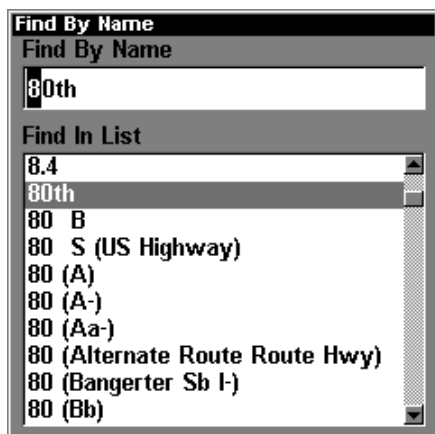 Find By Name
Find By Name
80th
Find In List
8.4
80th
80  B
80  S (US Highway)
80 (A)
80 (A-)
80 (Aa-)
80 (Alternate Route Route Hwy)
80 (Bangerter Sb I-)
80 (Bb)